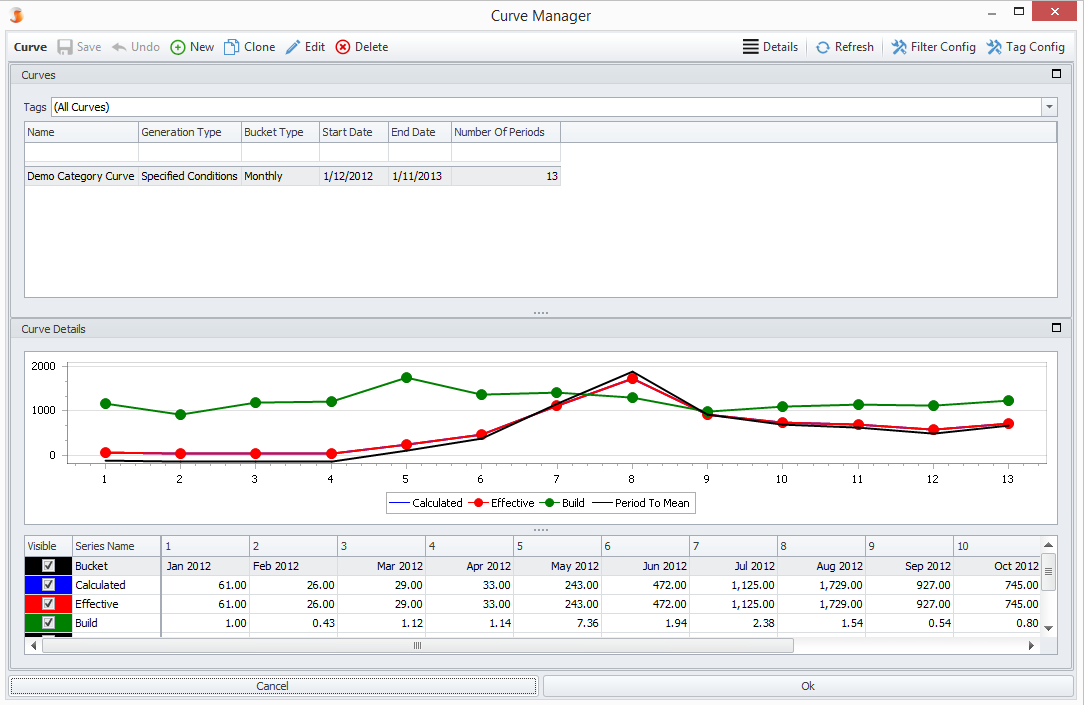 Curve Manager
Curve Save Undo New Clone Edit Delete Details Refresh Filter Config Tag Config
Curves
Tags (All Curves)
Name Generation Type Bucket Type Start Date End Date Number Of Periods
Demo Category Curve Specified Conditions Monthly 1/12/2012 1/11/2013 13
Curve Details
2000
1000
0
1 2 3 4 5 6 7 8 9 10 11 12 13
Calculated Effective Build Period To Mean
Visible Series Name 1 2 3 4 5 6 7 8 9 10
Bucket Jan 2012 Feb 2012 Mar 2012 Apr 2012 May 2012 Jun 2012 Jul 2012 Aug 2012 Sep 2012 Oct 2012
Calculated 61.00 26.00 29.00 33.00 243.00 472.00 1,125.00 1,729.00 927.00 745.00
Effective 61.00 26.00 29.00 33.00 243.00 472.00 1,125.00 1,729.00 927.00 745.00
Build 1.00 0.43 1.12 1.14 7.36 1.94 2.38 1.54 0.54 0.80
Cancel Ok